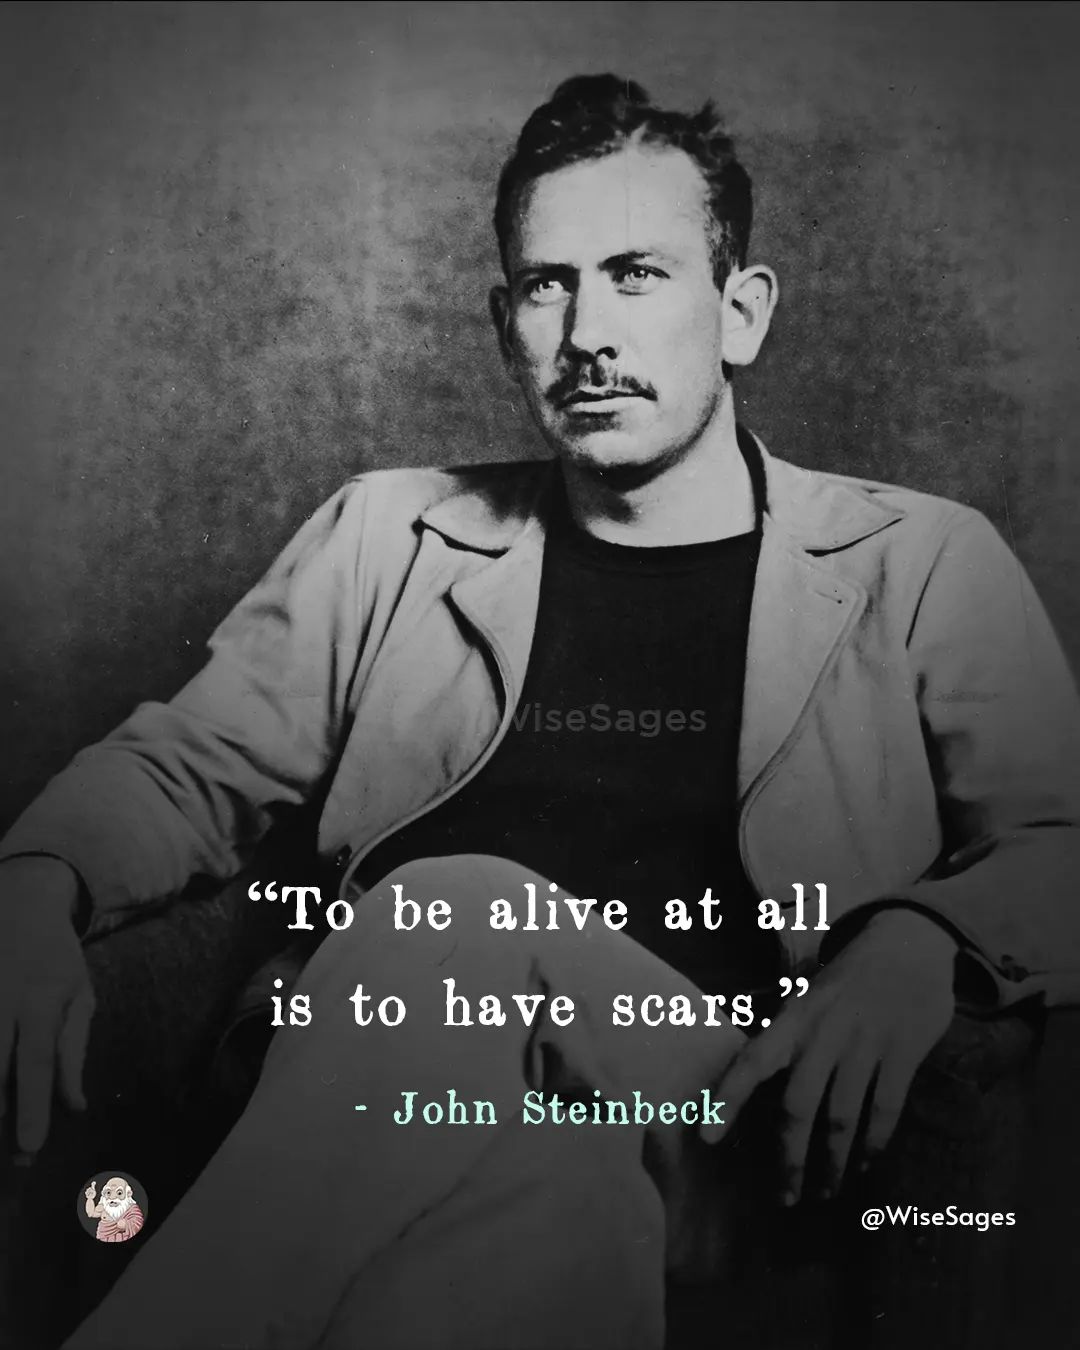 WiseSages
“To be alive at all
is to have scars.”
- John Steinbeck
@WiseSages